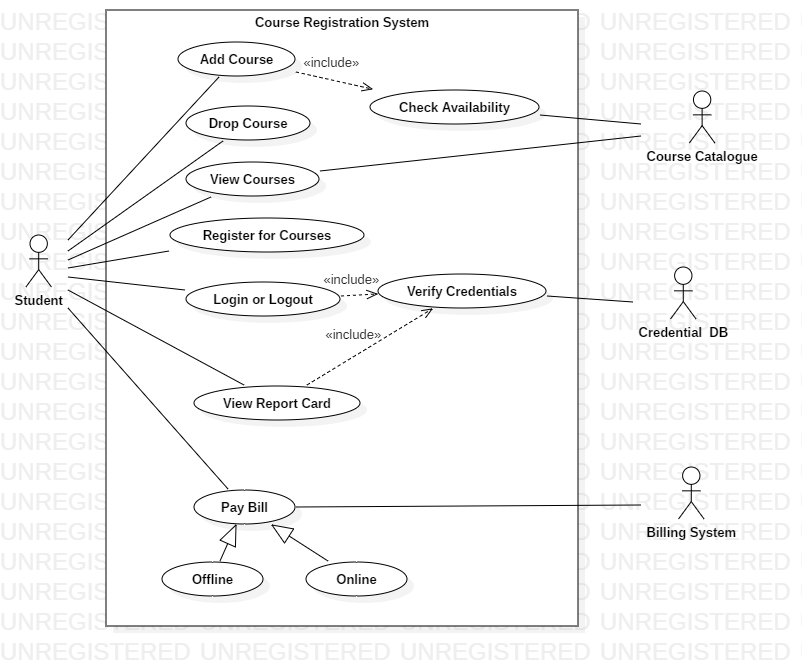 Course Registration System
Add Course
«include»
Check Availability
Drop Course
Course Catalogue
View Courses
Register for Courses
Student
«include»
Login or Logout
Verify Credentials
Credential  DB
«include»
View Report Card
Pay Bill
Billing System
Offline
Online
UNREGISTERED UNREGISTERED UNREGISTERED UNREGISTERED